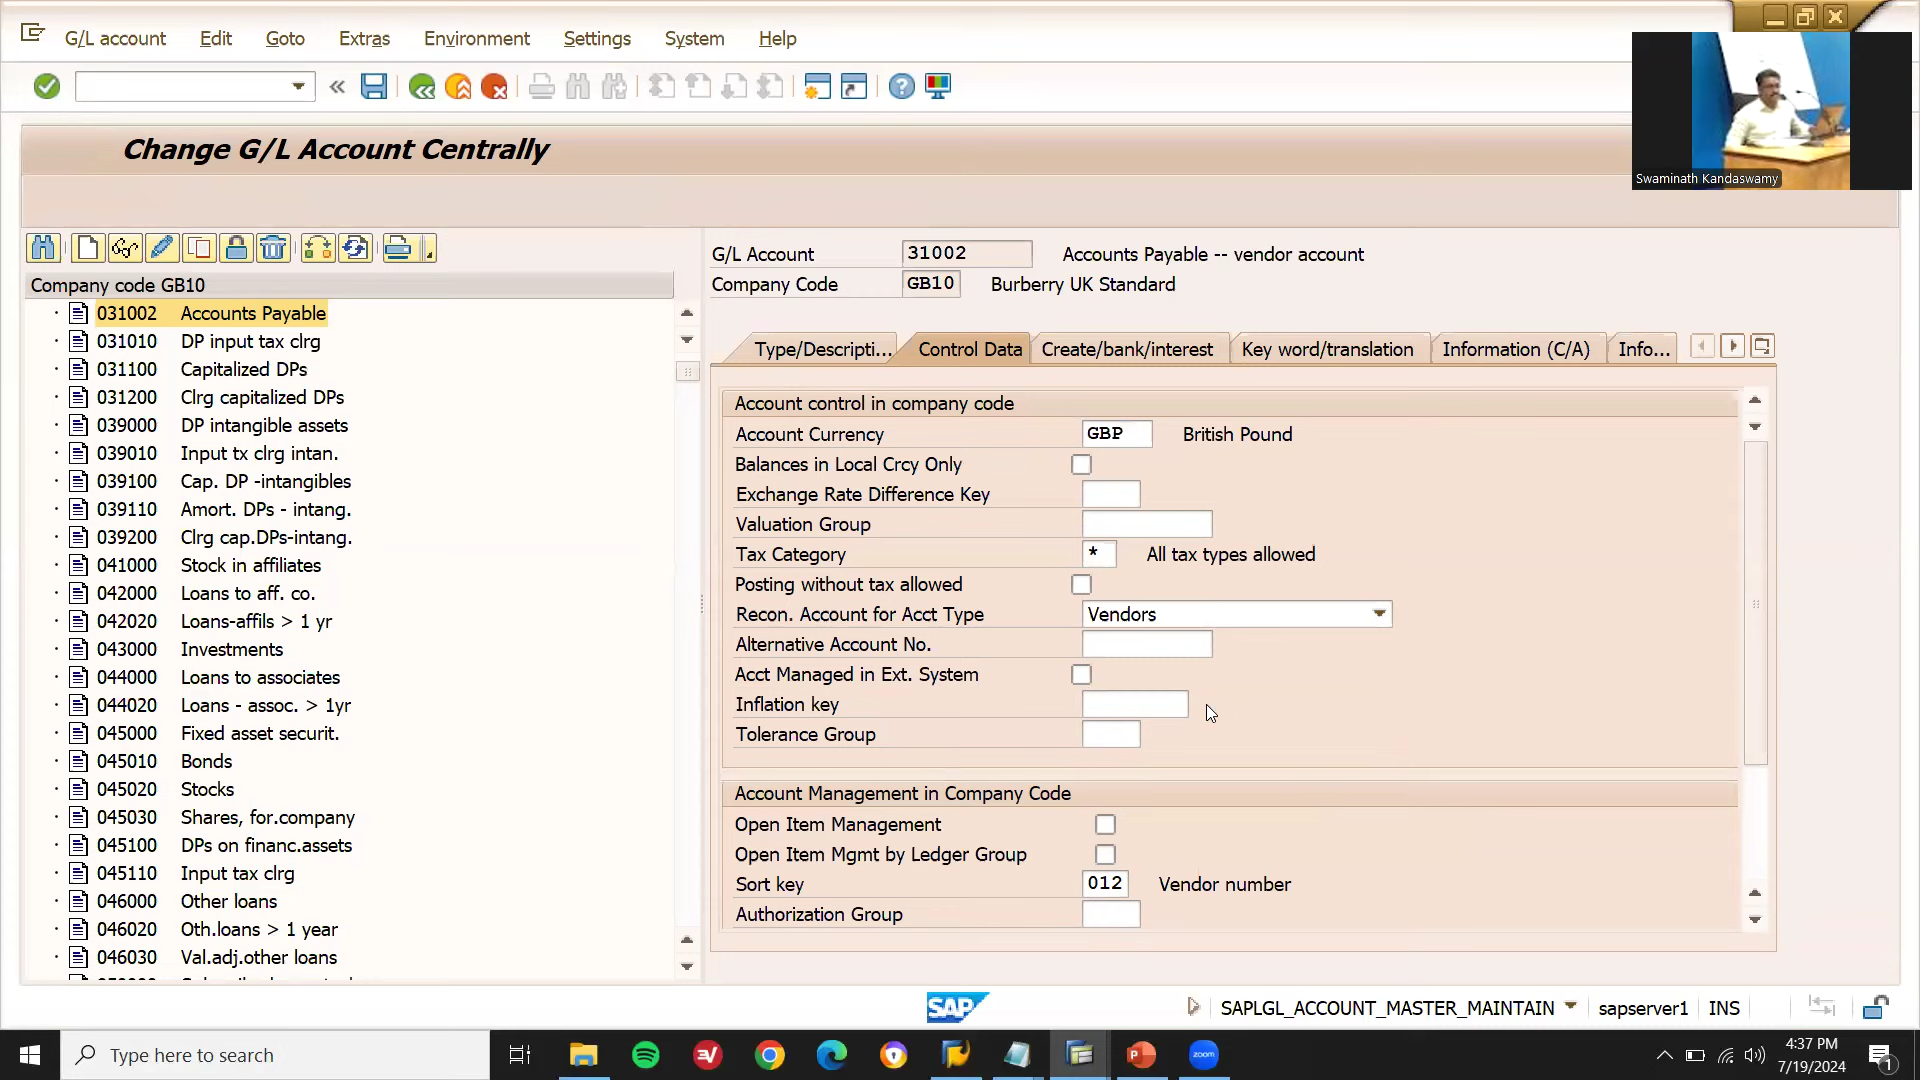 G/L account Edit Goto Extras Environment Settings System Help
Swaminath Kandaswamy
Change G/L Account Centrally
Company code GB10
031002 Accounts Payable
031010 DP input tax clrg
031100 Capitalized DPs
031200 Clrg capitalized DPs
039000 DP intangible assets
039010 Input tx clrg intan.
039100 Cap. DP -intangibles
039110 Amort. DPs - intang.
039200 Clrg cap.DPs-intang.
041000 Stock in affiliates
042000 Loans to aff. co.
042020 Loans-affils > 1 yr
043000 Investments
044000 Loans to associates
044020 Loans - assoc. > 1yr
045000 Fixed asset securit.
045010 Bonds
045020 Stocks
045030 Shares, for.company
045100 DPs on financ.assets
045110 Input tax clrg
046000 Other loans
046020 Oth.loans > 1 year
046030 Val.adj.other loans
G/L Account 31002 Accounts Payable -- vendor account
Company Code GB10 Burberry UK Standard
Type/Descripti... Control Data Create/bank/interest Key word/translation Information (C/A) Info...
Account control in company code
Account Currency GBP British Pound
Balances in Local Crcy Only
Exchange Rate Difference Key
Valuation Group
Tax Category * All tax types allowed
Posting without tax allowed
Recon. Account for Acct Type Vendors
Alternative Account No.
Acct Managed in Ext. System
Inflation key
Tolerance Group
Account Management in Company Code
Open Item Management
Open Item Mgmt by Ledger Group
Sort key 012 Vendor number
Authorization Group
SAP SAPLGL_ACCOUNT_MASTER_MAINTAIN sapserver1 INS
Type here to search
zoom
4:37 PM
7/19/2024
1